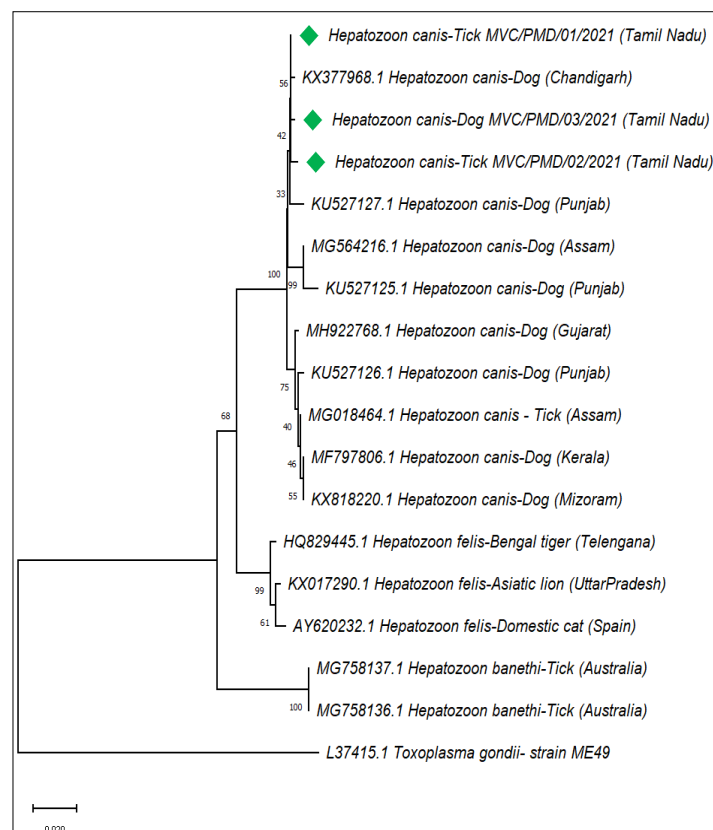 Hepatozoon canis-Tick MVC/PMD/01/2021 (Tamil Nadu)
56
KX377968.1 Hepatozoon canis-Dog (Chandigarh)
Hepatozoon canis-Dog MVC/PMD/03/2021 (Tamil Nadu)
42
Hepatozoon canis-Tick MVC/PMD/02/2021 (Tamil Nadu)
33
KU527127.1 Hepatozoon canis-Dog (Punjab)
MG564216.1 Hepatozoon canis-Dog (Assam)
100
99
KU527125.1 Hepatozoon canis-Dog (Punjab)
MH922768.1 Hepatozoon canis-Dog (Gujarat)
KU527126.1 Hepatozoon canis-Dog (Punjab)
75
MG018464.1 Hepatozoon canis - Tick (Assam)
68
40
MF797806.1 Hepatozoon canis-Dog (Kerala)
46
KX818220.1 Hepatozoon canis-Dog (Mizoram)
55
HQ829445.1 Hepatozoon felis-Bengal tiger (Telengana)
KX017290.1 Hepatozoon felis-Asiatic lion (UttarPradesh)
99
AY620232.1 Hepatozoon felis-Domestic cat (Spain)
61
MG758137.1 Hepatozoon banethi-Tick (Australia)
MG758136.1 Hepatozoon banethi-Tick (Australia)
100
L37415.1 Toxoplasma gondii- strain ME49
0.020